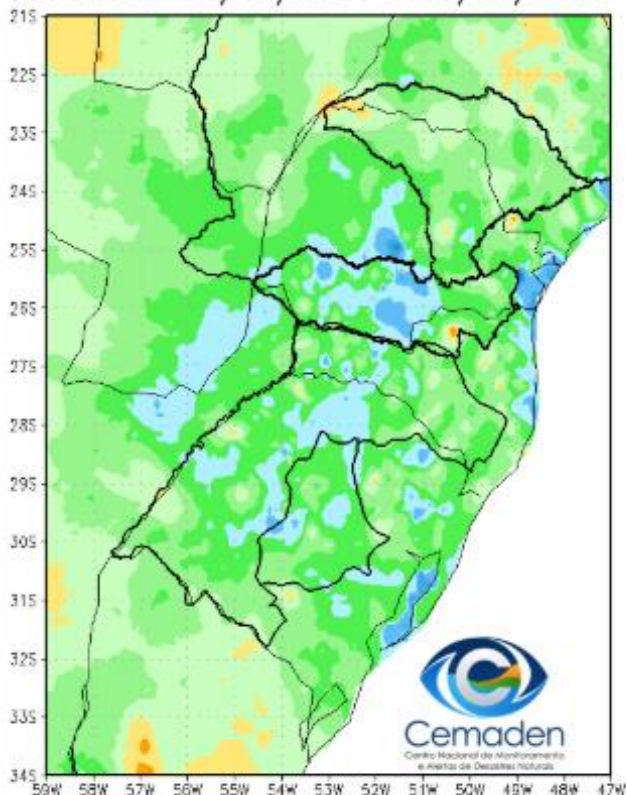 21S
22S
23S
24S
25S
26S
27S
28S
29S
30S
31S
32S
33S
34S
59W 58W 57W 56W 55W 54W 53W 52W 51W 50W 49W 48W 47W
Cemaden
Centro Nacional de Monitoramento
e Alertas de Desastres Naturais